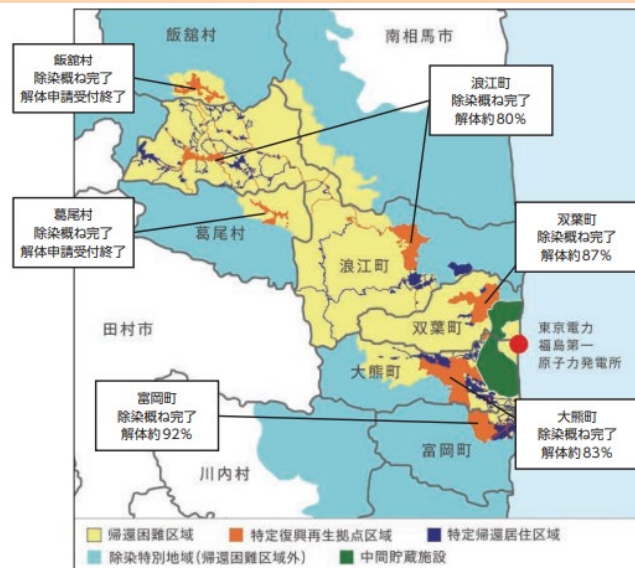 飯舘村
南相馬市
飯舘村
除染概ね完了
解体申請受付終了
浪江町
除染概ね完了
解体約80%
葛尾村
除染概ね完了
解体申請受付終了
葛尾村
双葉町
除染概ね完了
解体約87%
浪江町
田村市
双葉町
東京電力
福島第一
原子力発電所
大熊町
富岡町
除染概ね完了
解体約92%
大熊町
除染概ね完了
解体約83%
富岡町
川内村
帰還困難区域
特定復興再生拠点区域
特定帰還居住区域
除染特別地域(帰還困難区域外)
中間貯蔵施設